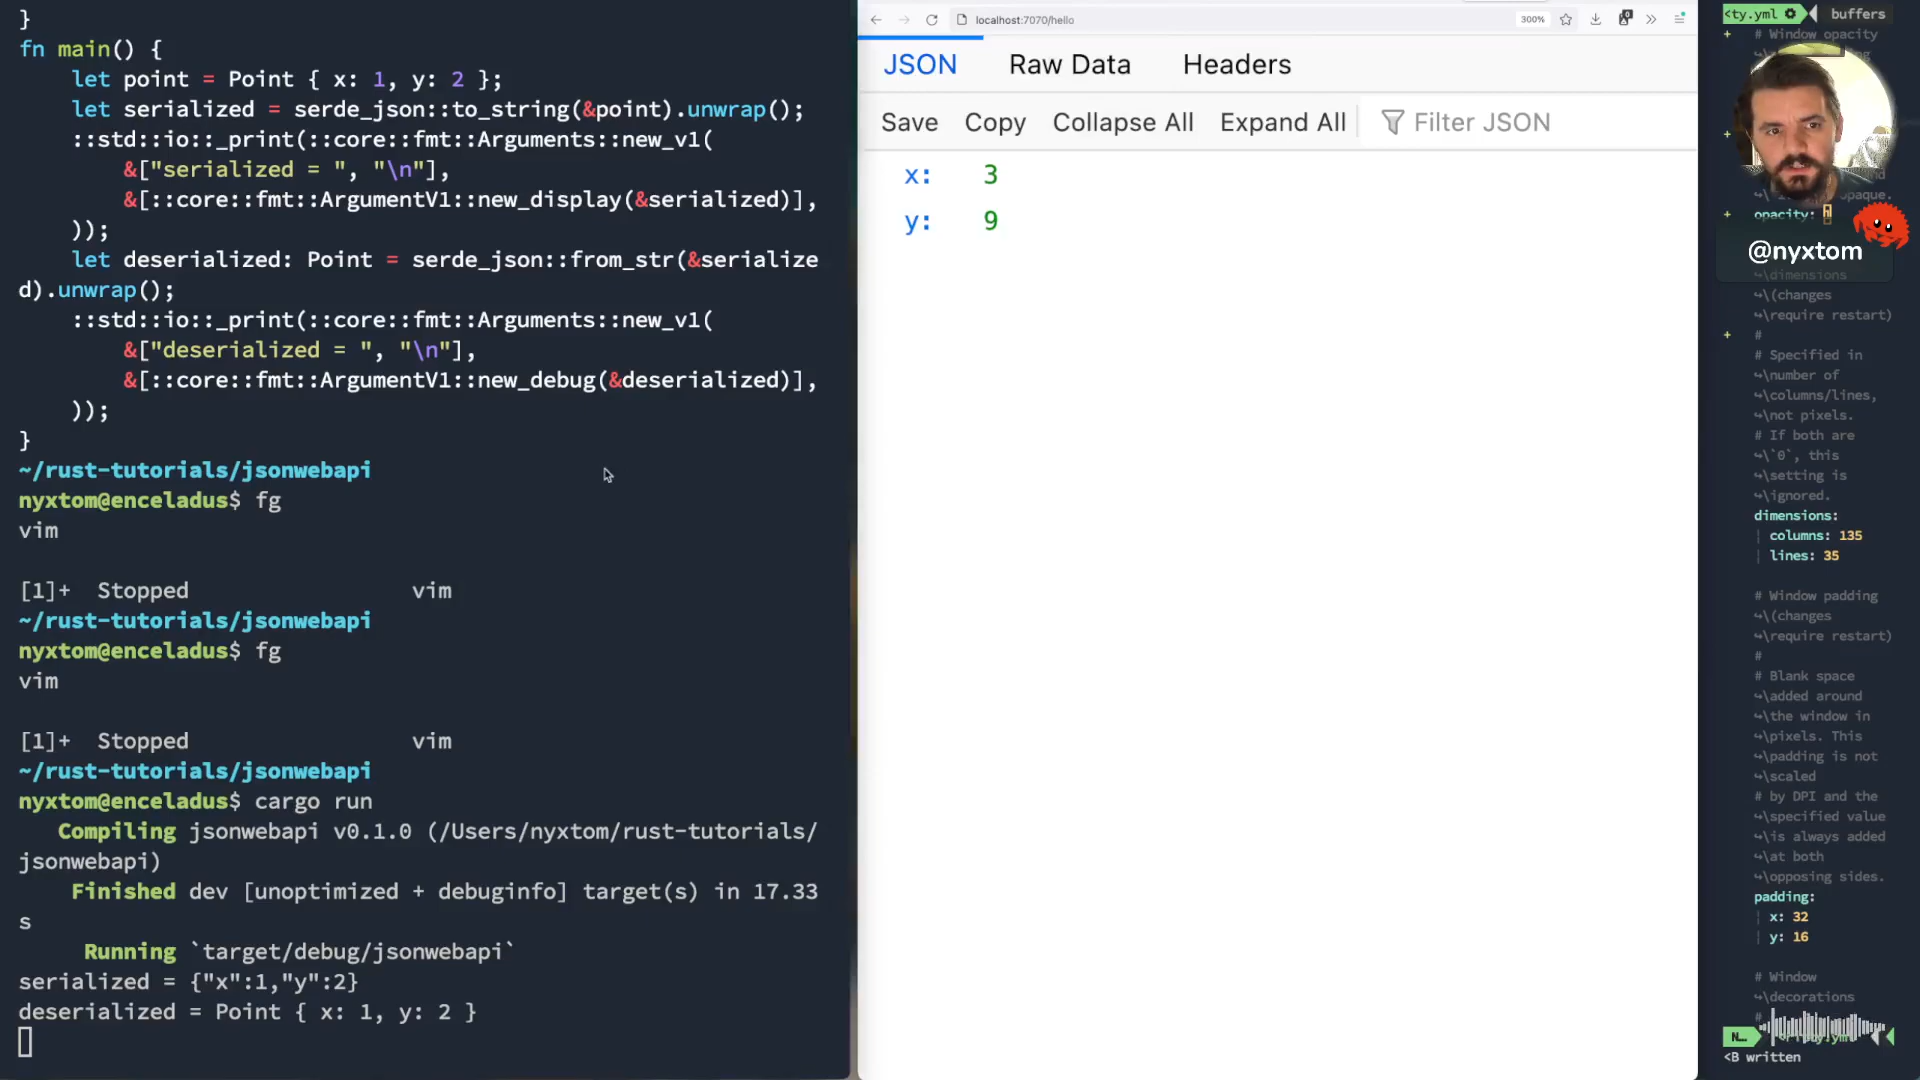 }
fn main() {
let point = Point { x: 1, y: 2 };
let serialized = serde_json::to_string(&point).unwrap();
::std::io::_print(::core::fmt::Arguments::new_v1(
&["serialized = ", "\n"],
&[::core::fmt::ArgumentV1::new_display(&serialized)],
));
let deserialized: Point = serde_json::from_str(&serialize
d).unwrap();
::std::io::_print(::core::fmt::Arguments::new_v1(
&["deserialized = ", "\n"],
&[::core::fmt::ArgumentV1::new_debug(&deserialized)],
));
}
~/rust-tutorials/jsonwebapi
nyxtom@enceladus$ fg
vim
[1]+  Stopped                 vim
~/rust-tutorials/jsonwebapi
nyxtom@enceladus$ fg
vim
[1]+  Stopped                 vim
~/rust-tutorials/jsonwebapi
nyxtom@enceladus$ cargo run
Compiling jsonwebapi v0.1.0 (/Users/nyxtom/rust-tutorials/
jsonwebapi)
Finished dev [unoptimized + debuginfo] target(s) in 17.33
s
Running `target/debug/jsonwebapi`
serialized = {"x":1,"y":2}
deserialized = Point { x: 1, y: 2 }
localhost:7070/hello
300%
JSON Raw Data Headers
Save Copy Collapse All Expand All Filter JSON
x: 3
y: 9
<ty.yml buffers
+ # Window opacity
+
+ opacity:
@nyxtom
\dimensions
\(changes
\require restart)
+ #
# Specified in
\number of
\columns/lines,
\not pixels.
# If both are
\`0`, this
\setting is
\ignored.
dimensions:
columns: 135
lines: 35
# Window padding
\(changes
\require restart)
#
# Blank space
\added around
\the window in
\pixels. This
\padding is not
\scaled
# by DPI and the
\specified value
\is always added
\at both
\opposing sides.
padding:
x: 32
y: 16
# Window
\decorations
#
N…
<B written